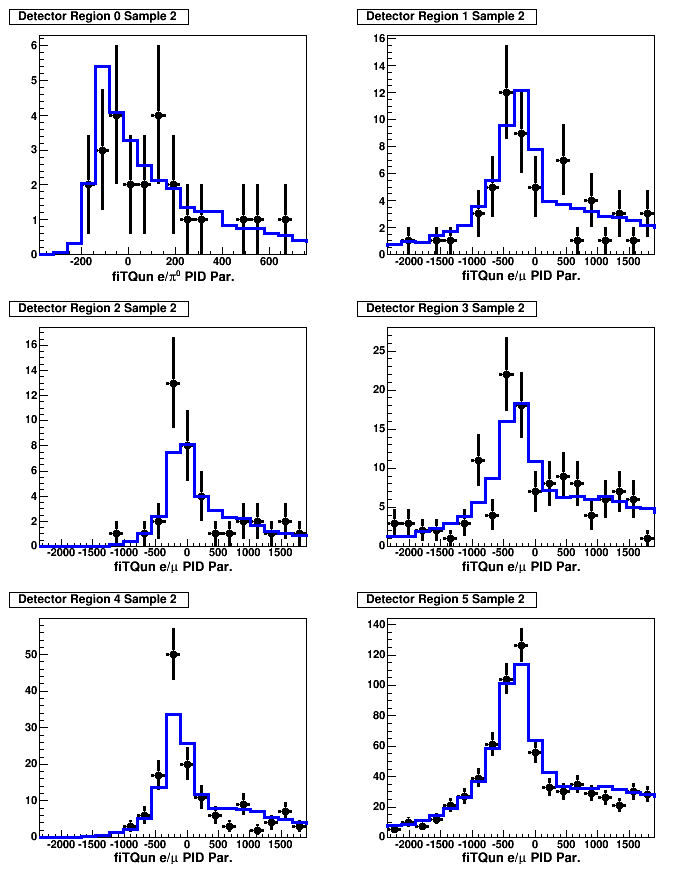 Detector Region 0 Sample 2
6
5
4
3
2
1
0
-200 0 200 400 600
fiTQun e/π⁰ PID Par.
Detector Region 1 Sample 2
16
14
12
10
8
6
4
2
0
-2000 -1500 -1000 -500 0 500 1000 1500
fiTQun e/μ PID Par.
Detector Region 2 Sample 2
16
14
12
10
8
6
4
2
0
-2000 -1500 -1000 -500 0 500 1000 1500
fiTQun e/μ PID Par.
Detector Region 3 Sample 2
25
20
15
10
5
0
-2000 -1500 -1000 -500 0 500 1000 1500
fiTQun e/μ PID Par.
Detector Region 4 Sample 2
50
40
30
20
10
0
-2000 -1500 -1000 -500 0 500 1000 1500
fiTQun e/μ PID Par.
Detector Region 5 Sample 2
140
120
100
80
60
40
20
0
-2000 -1500 -1000 -500 0 500 1000 1500
fiTQun e/μ PID Par.